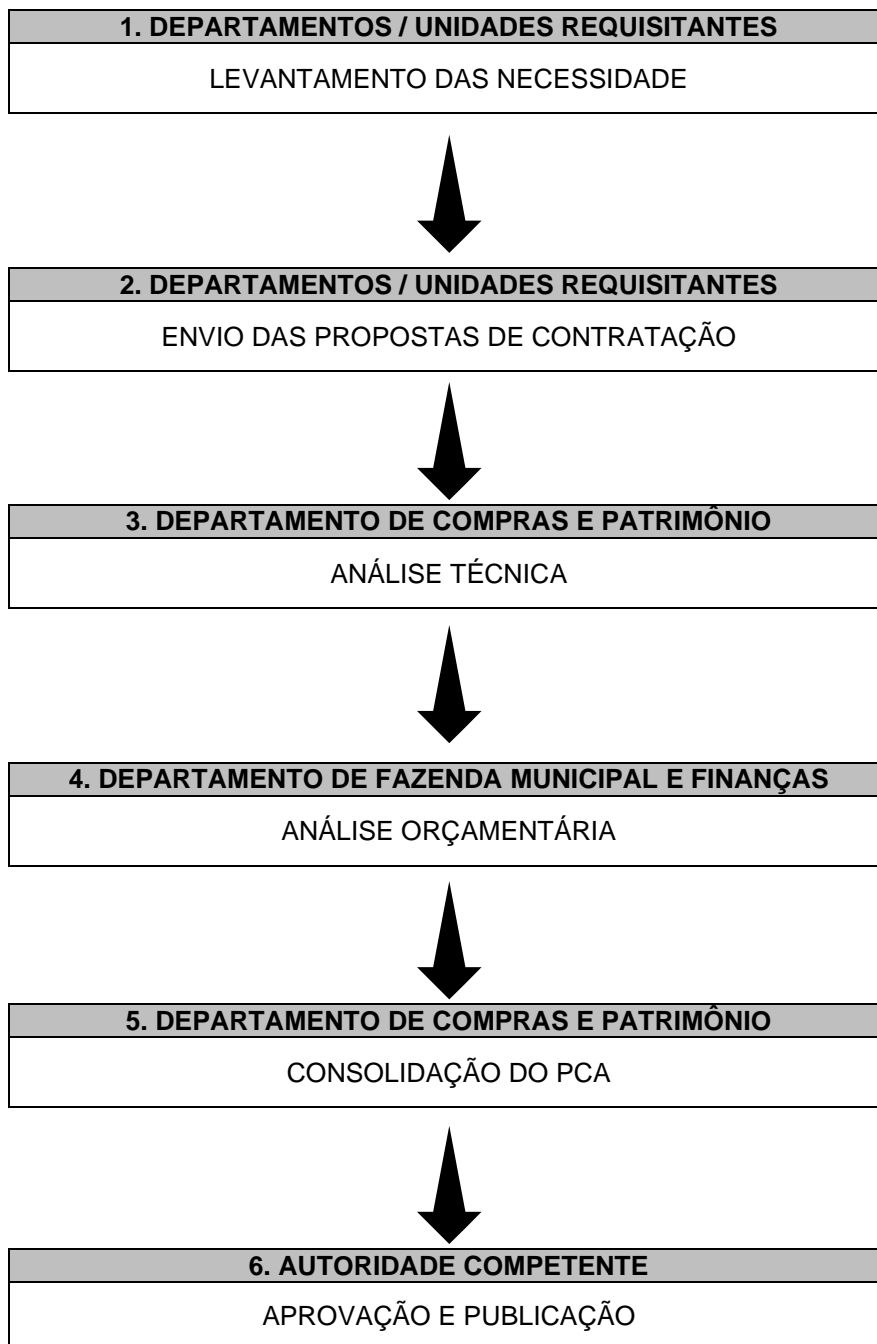 1. DEPARTAMENTOS / UNIDADES REQUISITANTES
LEVANTAMENTO DAS NECESSIDADE
2. DEPARTAMENTOS / UNIDADES REQUISITANTES
ENVIO DAS PROPOSTAS DE CONTRATAÇÃO
3. DEPARTAMENTO DE COMPRAS E PATRIMÔNIO
ANÁLISE TÉCNICA
4. DEPARTAMENTO DE FAZENDA MUNICIPAL E FINANÇAS
ANÁLISE ORÇAMENTÁRIA
5. DEPARTAMENTO DE COMPRAS E PATRIMÔNIO
CONSOLIDAÇÃO DO PCA
6. AUTORIDADE COMPETENTE
APROVAÇÃO E PUBLICAÇÃO